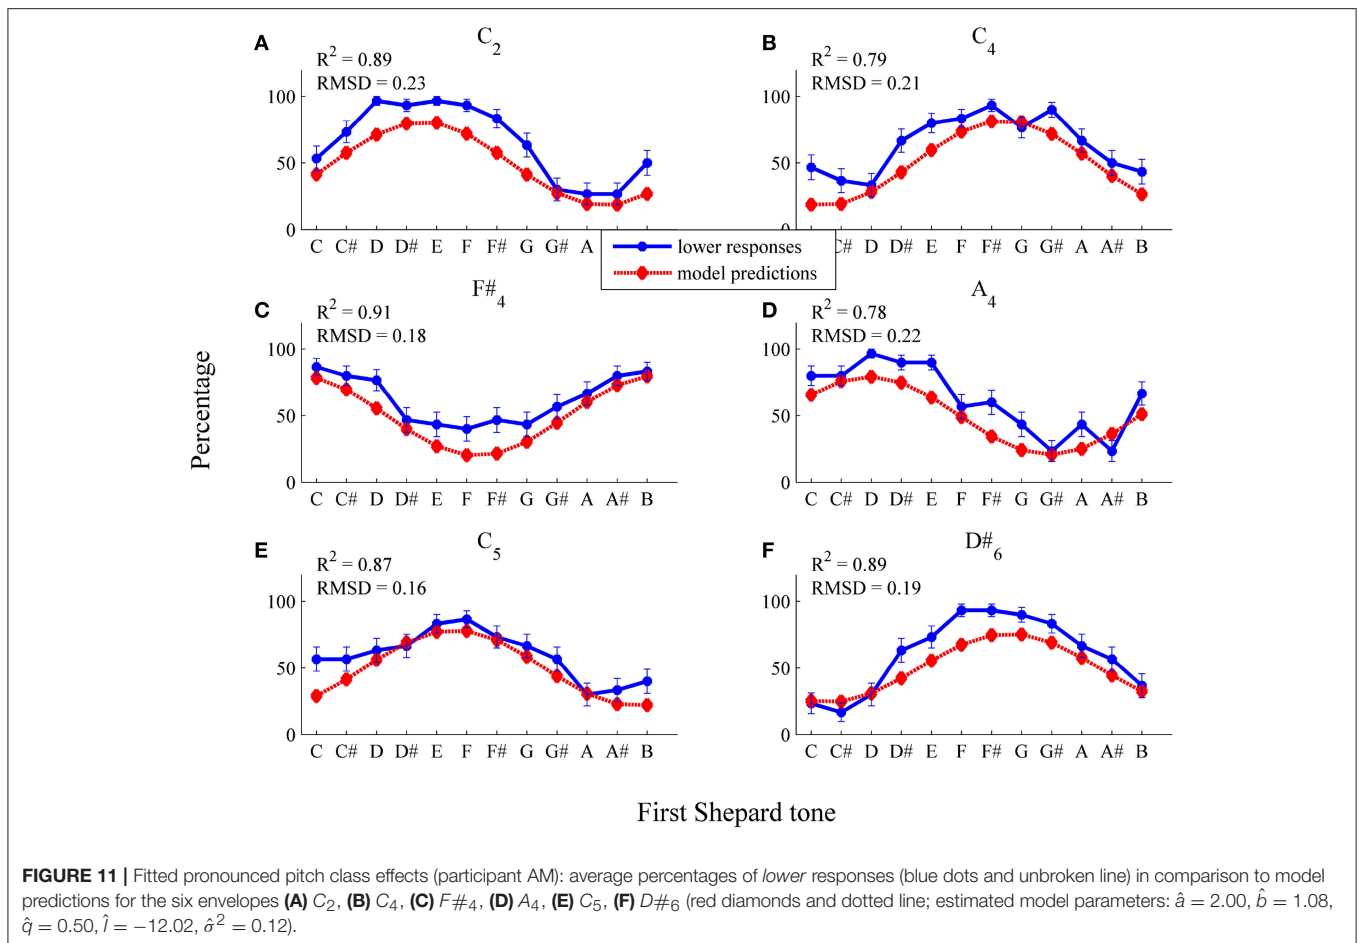 A
C2
R2 = 0.89
RMSD = 0.23
100
50
0
C C# D D# E F F# G G# A
B
C4
R2 = 0.79
RMSD = 0.21
100
50
0
C# D D# E F F# G G# A A# B
lower responses
model predictions
C
F#4
R2 = 0.91
RMSD = 0.18
100
50
0
C C# D D# E F F# G G# A A# B
D
A4
R2 = 0.78
RMSD = 0.22
100
50
0
C C# D D# E F F# G G# A A# B
Percentage
E
C5
R2 = 0.87
RMSD = 0.16
100
50
0
C C# D D# E F F# G G# A A# B
F
D#6
R2 = 0.89
RMSD = 0.19
100
50
0
C C# D D# E F F# G G# A A# B
First Shepard tone
FIGURE 11 | Fitted pronounced pitch class effects (participant AM): average percentages of lower responses (blue dots and unbroken line) in comparison to model
predictions for the six envelopes (A) C2, (B) C4, (C) F#4, (D) A4, (E) C5, (F) D#6 (red diamonds and dotted line; estimated model parameters: â = 2.00, b̂ = 1.08,
q̂ = 0.50, l̂ = −12.02, σ̂2 = 0.12).